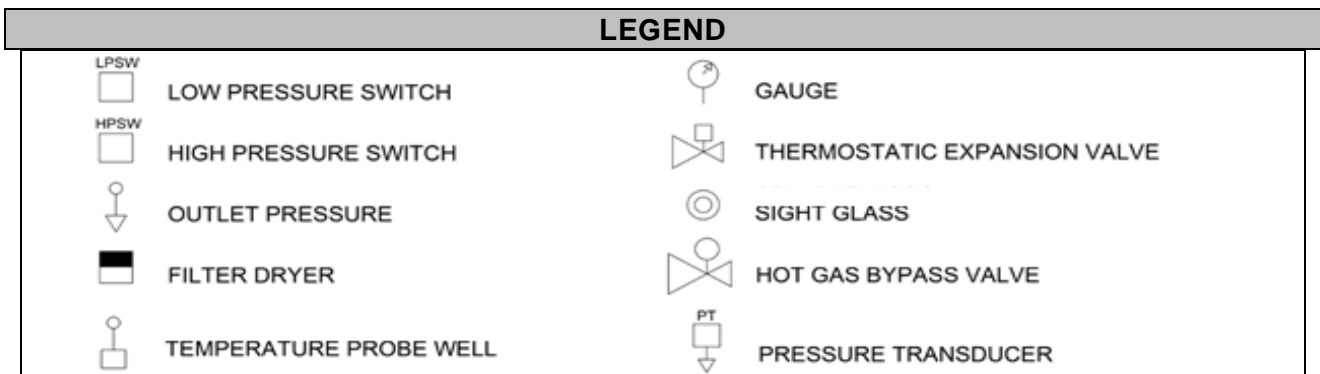 LEGEND
LPSW
LOW PRESSURE SWITCH
HPSW
HIGH PRESSURE SWITCH
OUTLET PRESSURE
FILTER DRYER
TEMPERATURE PROBE WELL
GAUGE
THERMOSTATIC EXPANSION VALVE
SIGHT GLASS
HOT GAS BYPASS VALVE
PT
PRESSURE TRANSDUCER